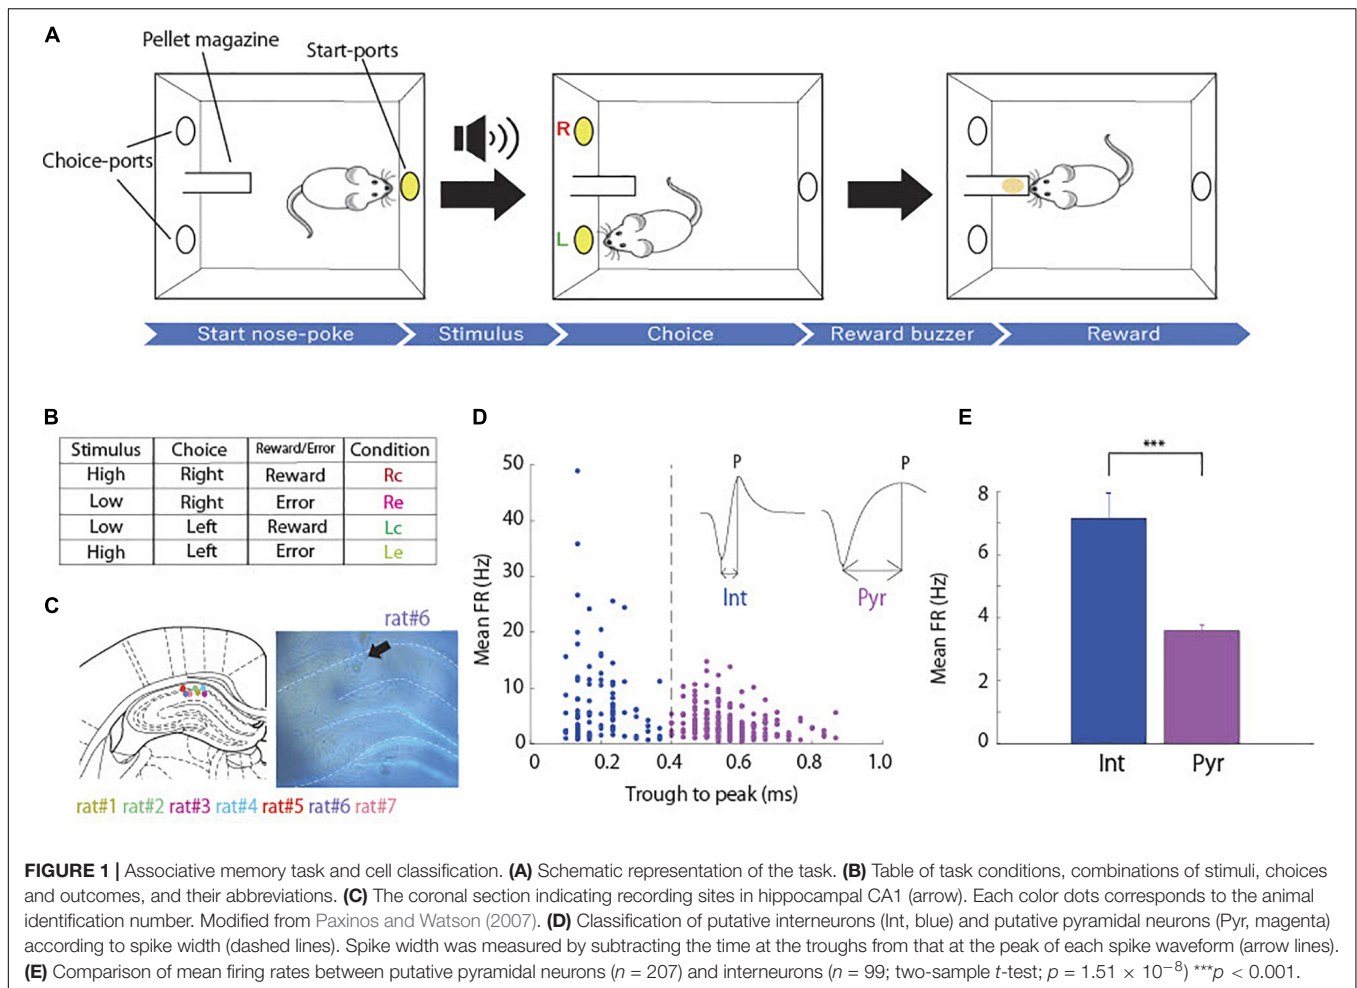 A
Pellet magazine
Start-ports
Choice-ports
R
L
Start nose-poke
Stimulus
Choice
Reward buzzer
Reward
B
Stimulus Choice Reward/Error Condition
High Right Reward Rc
Low Right Error Re
Low Left Reward Lc
High Left Error Le
C
rat#6
rat#1 rat#2 rat#3 rat#4 rat#5 rat#6 rat#7
D
50
40
30
20
10
0
Mean FR (Hz)
P
P
Int
Pyr
0 0.2 0.4 0.6 0.8 1.0
Trough to peak (ms)
E
***
8
6
4
2
0
Mean FR (Hz)
Int Pyr
FIGURE 1 | Associative memory task and cell classification. (A) Schematic representation of the task. (B) Table of task conditions, combinations of stimuli, choices
and outcomes, and their abbreviations. (C) The coronal section indicating recording sites in hippocampal CA1 (arrow). Each color dots corresponds to the animal
identification number. Modified from Paxinos and Watson (2007). (D) Classification of putative interneurons (Int, blue) and putative pyramidal neurons (Pyr, magenta)
according to spike width (dashed lines). Spike width was measured by subtracting the time at the troughs from that at the peak of each spike waveform (arrow lines).
(E) Comparison of mean firing rates between putative pyramidal neurons (n = 207) and interneurons (n = 99; two-sample t-test; p = 1.51 × 10⁻⁸) ***p < 0.001.